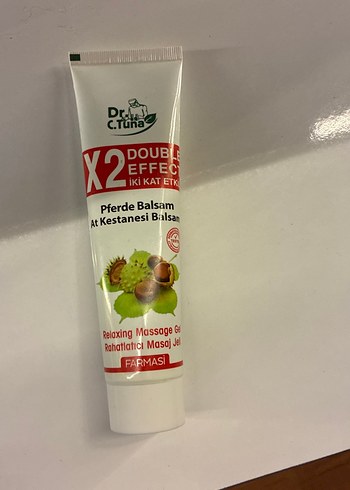 Dr.
C.Tuna
X2 DOUBLE
EFFECT
İKİ KAT ETKİ
Pferde Balsam
At Kestanesi Balsam
Relaxing Massage Gel
Rahatlatıcı Masaj Jeli
FARMASİ